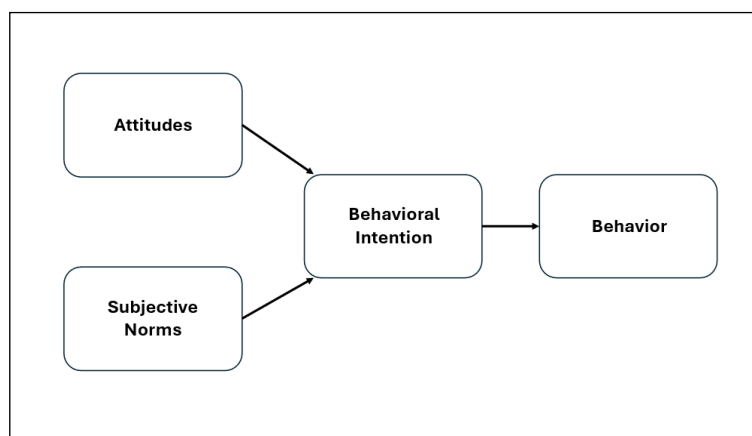 Attitudes
Subjective
Norms
Behavioral
Intention
Behavior